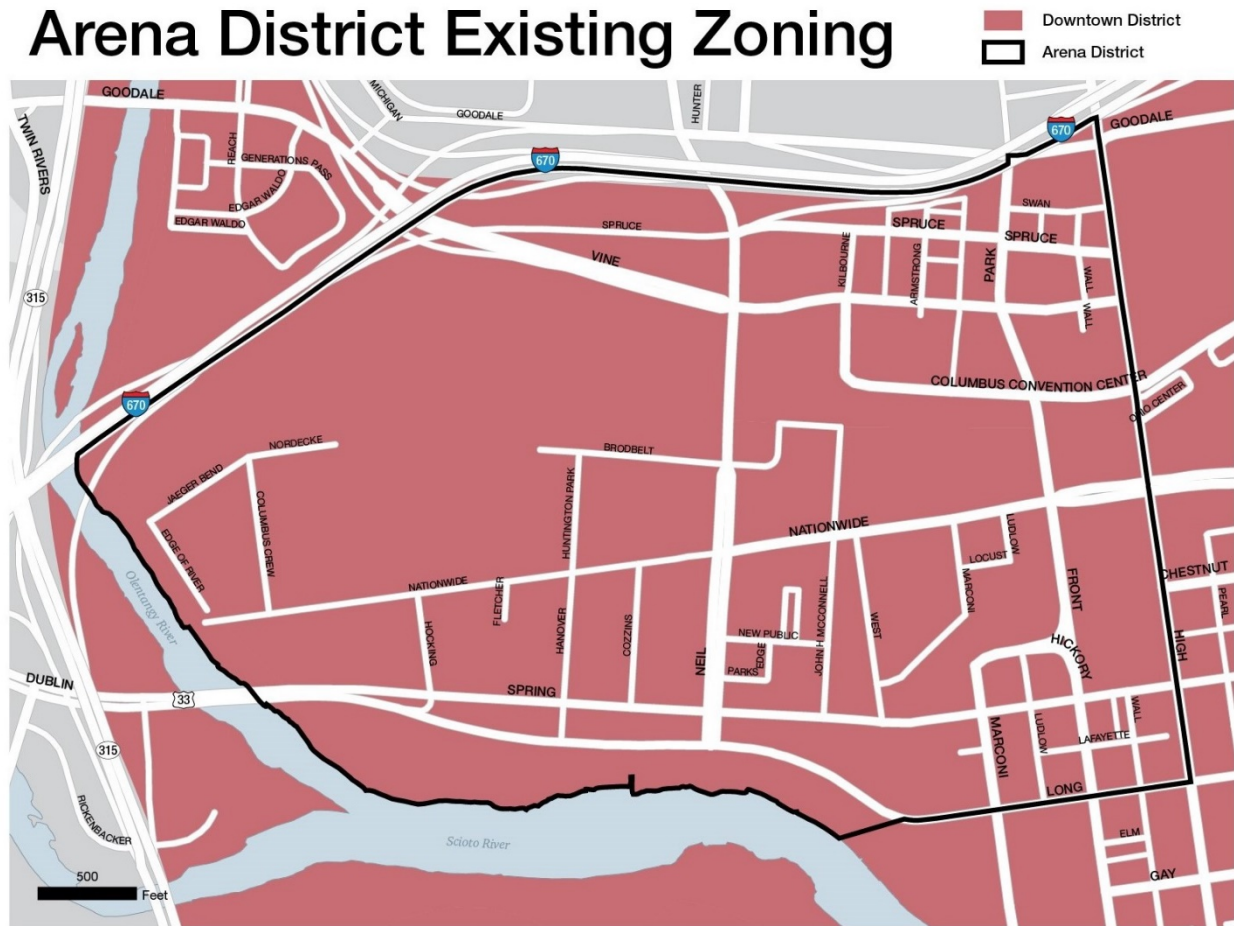 Arena District Existing Zoning
Downtown District
Arena District
GOODALE
MICHIGAN
GOODALE
HUNTER
670
GOODALE
TWIN RIVERS
REACH
GENERATIONS PASS
670
EDGAR WALDO
EDGAR WALDO
SWAN
SPRUCE
SPRUCE
SPRUCE
VINE
KILBOURNE
ARMSTRONG
PARK
WALL
WALL
315
COLUMBUS CONVENTION CENTER
OHIO CENTER
670
NORDECKE
BRODBELT
JAEGER BEND
COLUMBUS CREW
HUNTINGTON PARK
NATIONWIDE
LUDLOW
EDGE OF RIVER
LOCUST
NATIONWIDE
FLETCHER
MARCONI
FRONT
CHESTNUT
PEARL
Olentangy River
HOCKING
HANOVER
COZZINS
NEIL
NEW PUBLIC
EDGE
PARKS
JOHN H MCCONNELL
WEST
HICKORY
HIGH
DUBLIN
33
SPRING
MARCONI
LUDLOW
WALL
LAFAYETTE
315
LONG
RICKENBACKER
Scioto River
ELM
GAY
500
Feet